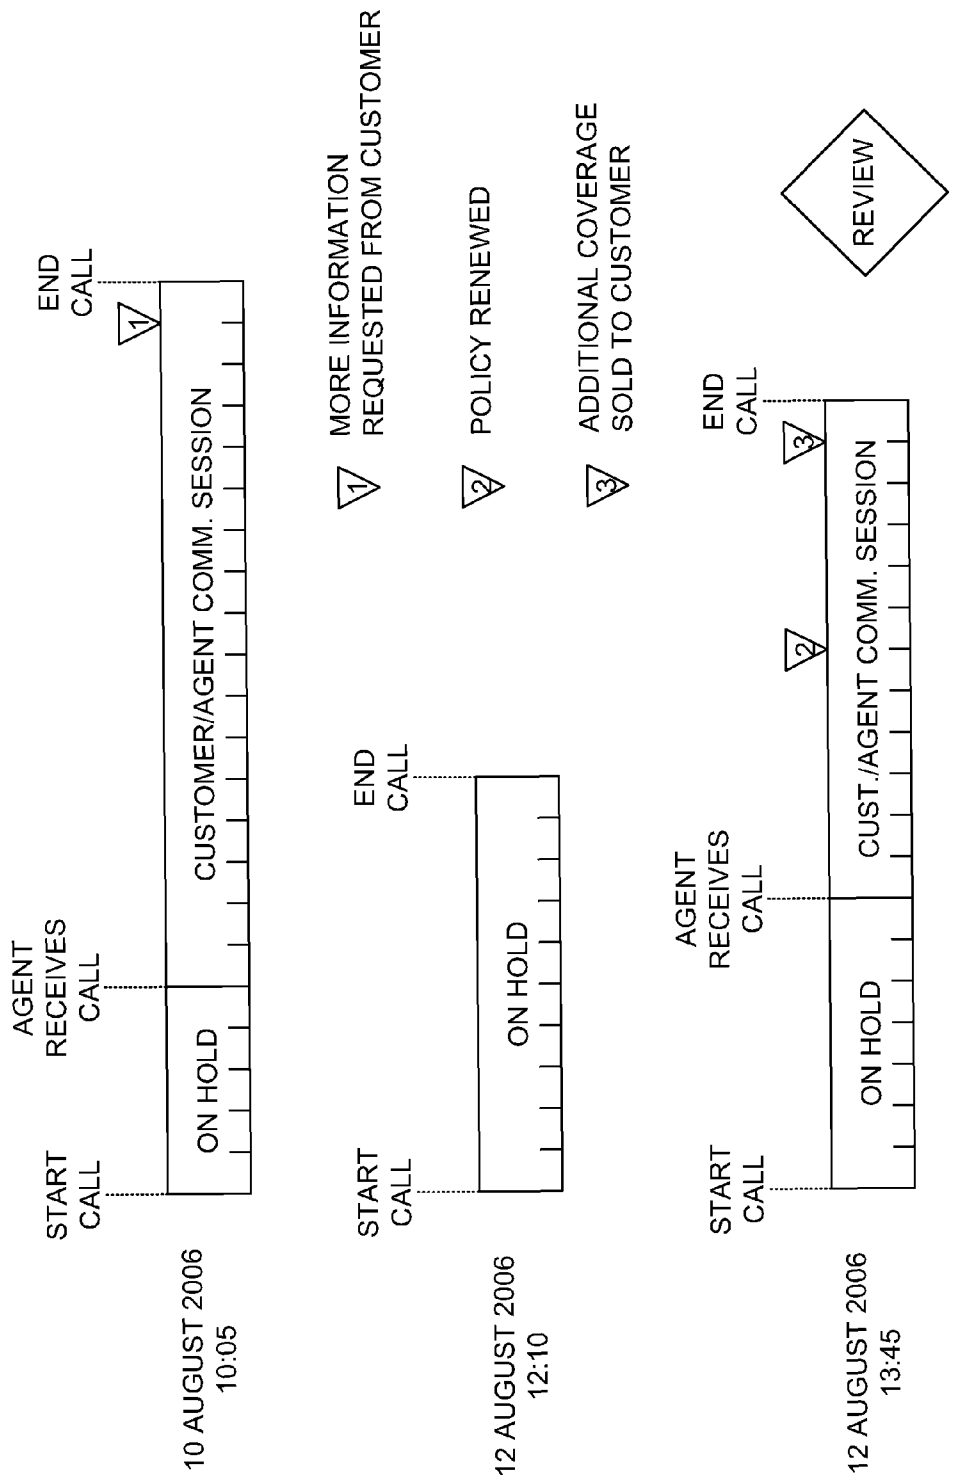 10 AUGUST 2006
10:05
START
CALL
AGENT
RECEIVES
CALL
END
CALL
ON HOLD
CUSTOMER/AGENT COMM. SESSION
1
12 AUGUST 2006
12:10
START
CALL
END
CALL
ON HOLD
1
MORE INFORMATION
REQUESTED FROM CUSTOMER
2
POLICY RENEWED
3
ADDITIONAL COVERAGE
SOLD TO CUSTOMER
12 AUGUST 2006
13:45
START
CALL
AGENT
RECEIVES
CALL
END
CALL
ON HOLD
CUST./AGENT COMM. SESSION
2
3
REVIEW